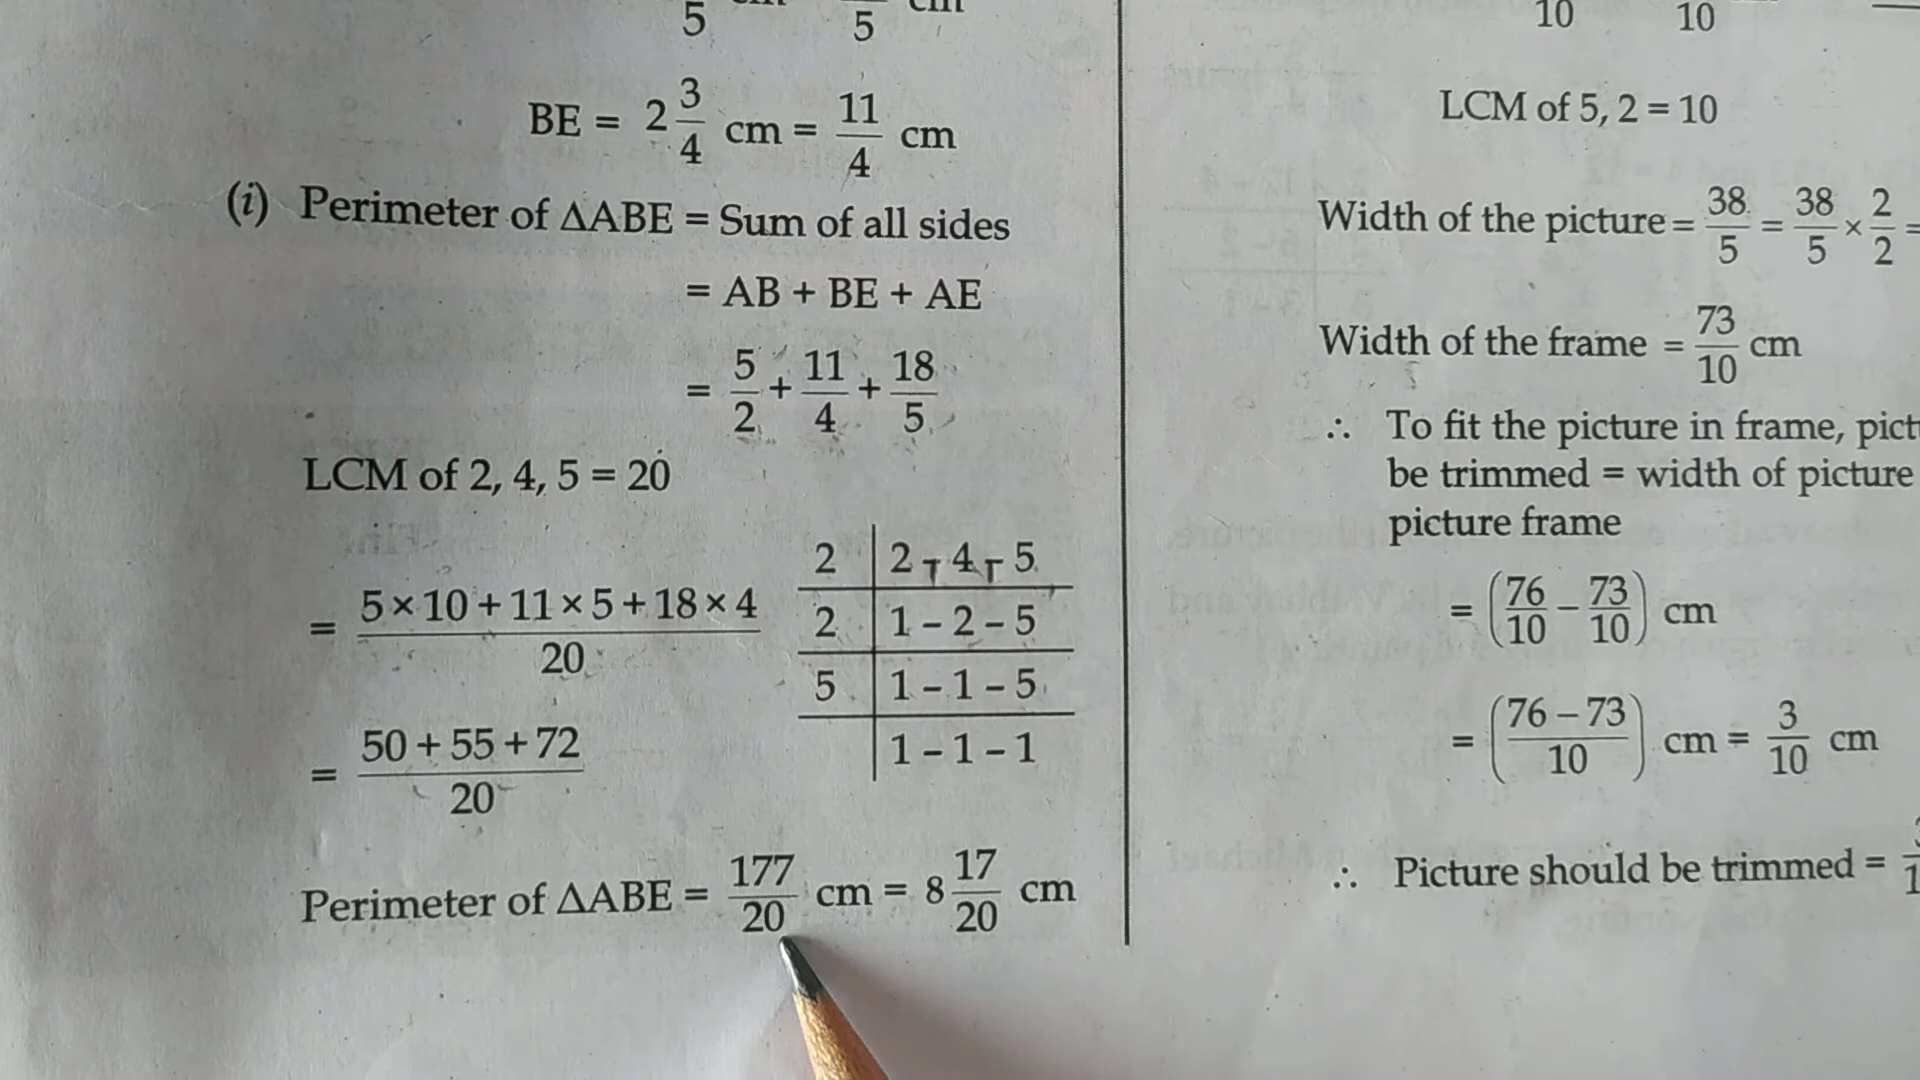 5 cm 5 cm
BE = 2 3/4 cm = 11/4 cm
(i) Perimeter of ΔABE = Sum of all sides
= AB + BE + AE
= 5/2 + 11/4 + 18/5
LCM of 2, 4, 5 = 20
= (5 × 10 + 11 × 5 + 18 × 4)/20
= (50 + 55 + 72)/20
2 | 2 - 4 - 5
2 | 1 - 2 - 5
5 | 1 - 1 - 5
| 1 - 1 - 1
Perimeter of ΔABE = 177/20 cm = 8 17/20 cm
10 10
LCM of 5, 2 = 10
Width of the picture = 38/5 = 38/5 × 2/2 =
Width of the frame = 73/10 cm
∴ To fit the picture in frame, pict
be trimmed = width of picture
picture frame
= (76/10 − 73/10) cm
= ((76 − 73)/10) cm = 3/10 cm
∴ Picture should be trimmed =